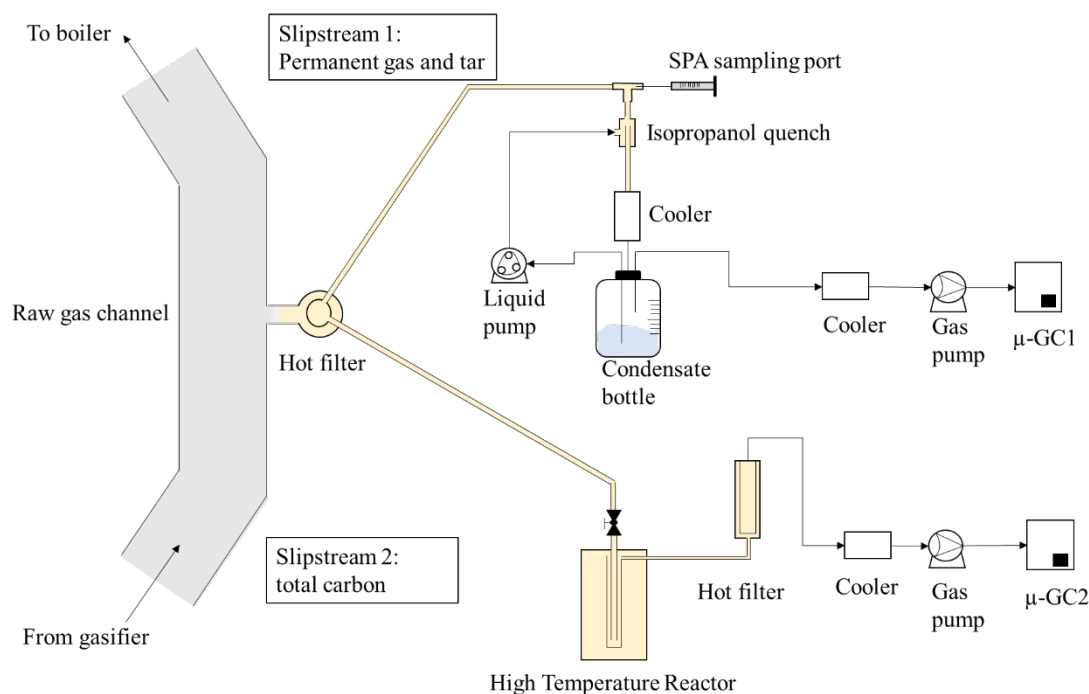 To boiler
Slipstream 1:
Permanent gas and tar
SPA sampling port
Isopropanol quench
Cooler
Raw gas channel
Hot filter
Liquid
pump
Condensate
bottle
Cooler
Gas
pump
µ-GC1
Slipstream 2:
total carbon
From gasifier
High Temperature Reactor
Hot filter
Cooler
Gas
pump
µ-GC2